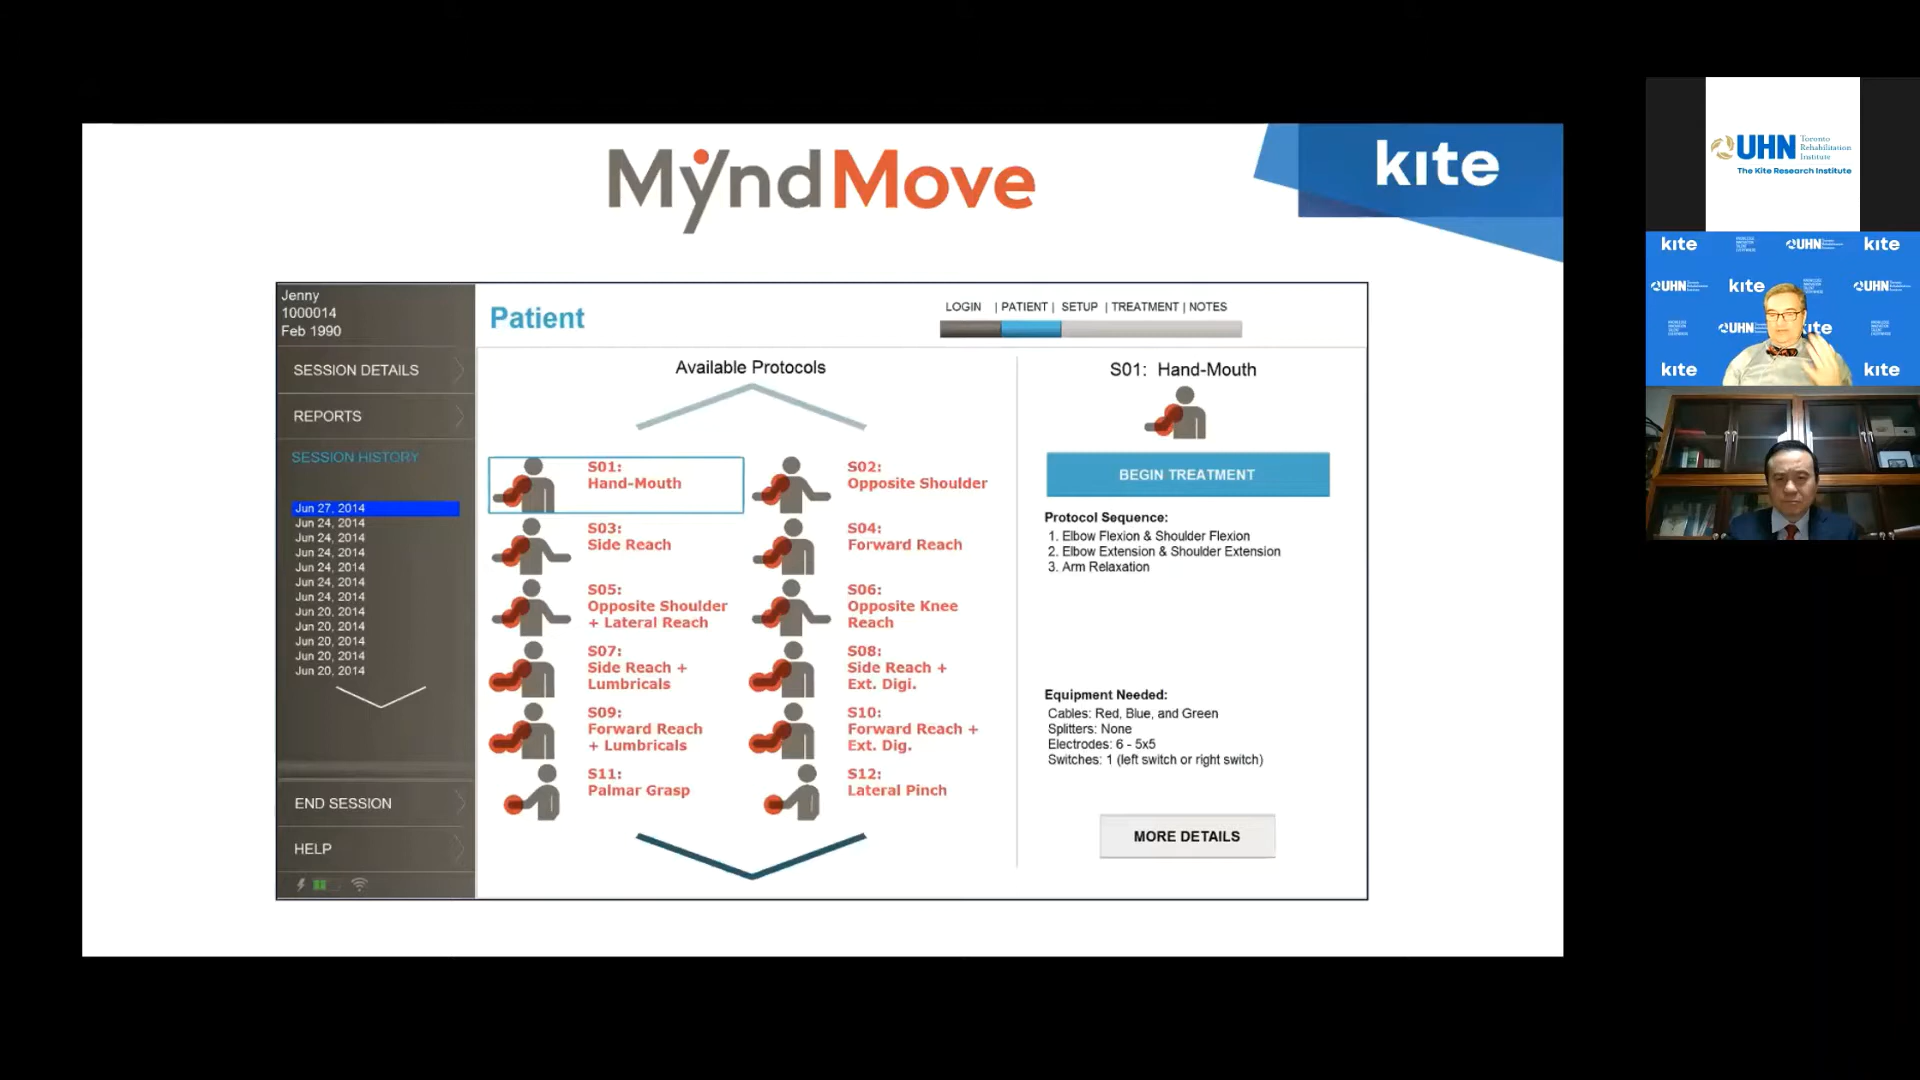 MyndMove
kite
Jenny
1000014
Feb 1990
SESSION DETAILS
REPORTS
SESSION HISTORY
Jun 27, 2014
Jun 24, 2014
Jun 24, 2014
Jun 24, 2014
Jun 24, 2014
Jun 24, 2014
Jun 24, 2014
Jun 20, 2014
Jun 20, 2014
Jun 20, 2014
Jun 20, 2014
Jun 20, 2014
END SESSION
HELP
Patient
LOGIN | PATIENT | SETUP | TREATMENT | NOTES
Available Protocols
S01:
Hand-Mouth
S02:
Opposite Shoulder
S03:
Side Reach
S04:
Forward Reach
S05:
Opposite Shoulder
+ Lateral Reach
S06:
Opposite Knee
Reach
S07:
Side Reach +
Lumbricals
S08:
Side Reach +
Ext. Digi.
S09:
Forward Reach
+ Lumbricals
S10:
Forward Reach +
Ext. Dig.
S11:
Palmar Grasp
S12:
Lateral Pinch
S01: Hand-Mouth
BEGIN TREATMENT
Protocol Sequence:
1. Elbow Flexion & Shoulder Flexion
2. Elbow Extension & Shoulder Extension
3. Arm Relaxation
Equipment Needed:
Cables: Red, Blue, and Green
Splitters: None
Electrodes: 6 - 5x5
Switches: 1 (left switch or right switch)
MORE DETAILS
UHN
Toronto
Rehabilitation
Institute
The Kite Research Institute
kite
UHN
kite
UHN
kite
UHN
UHN
ite
kite
kite